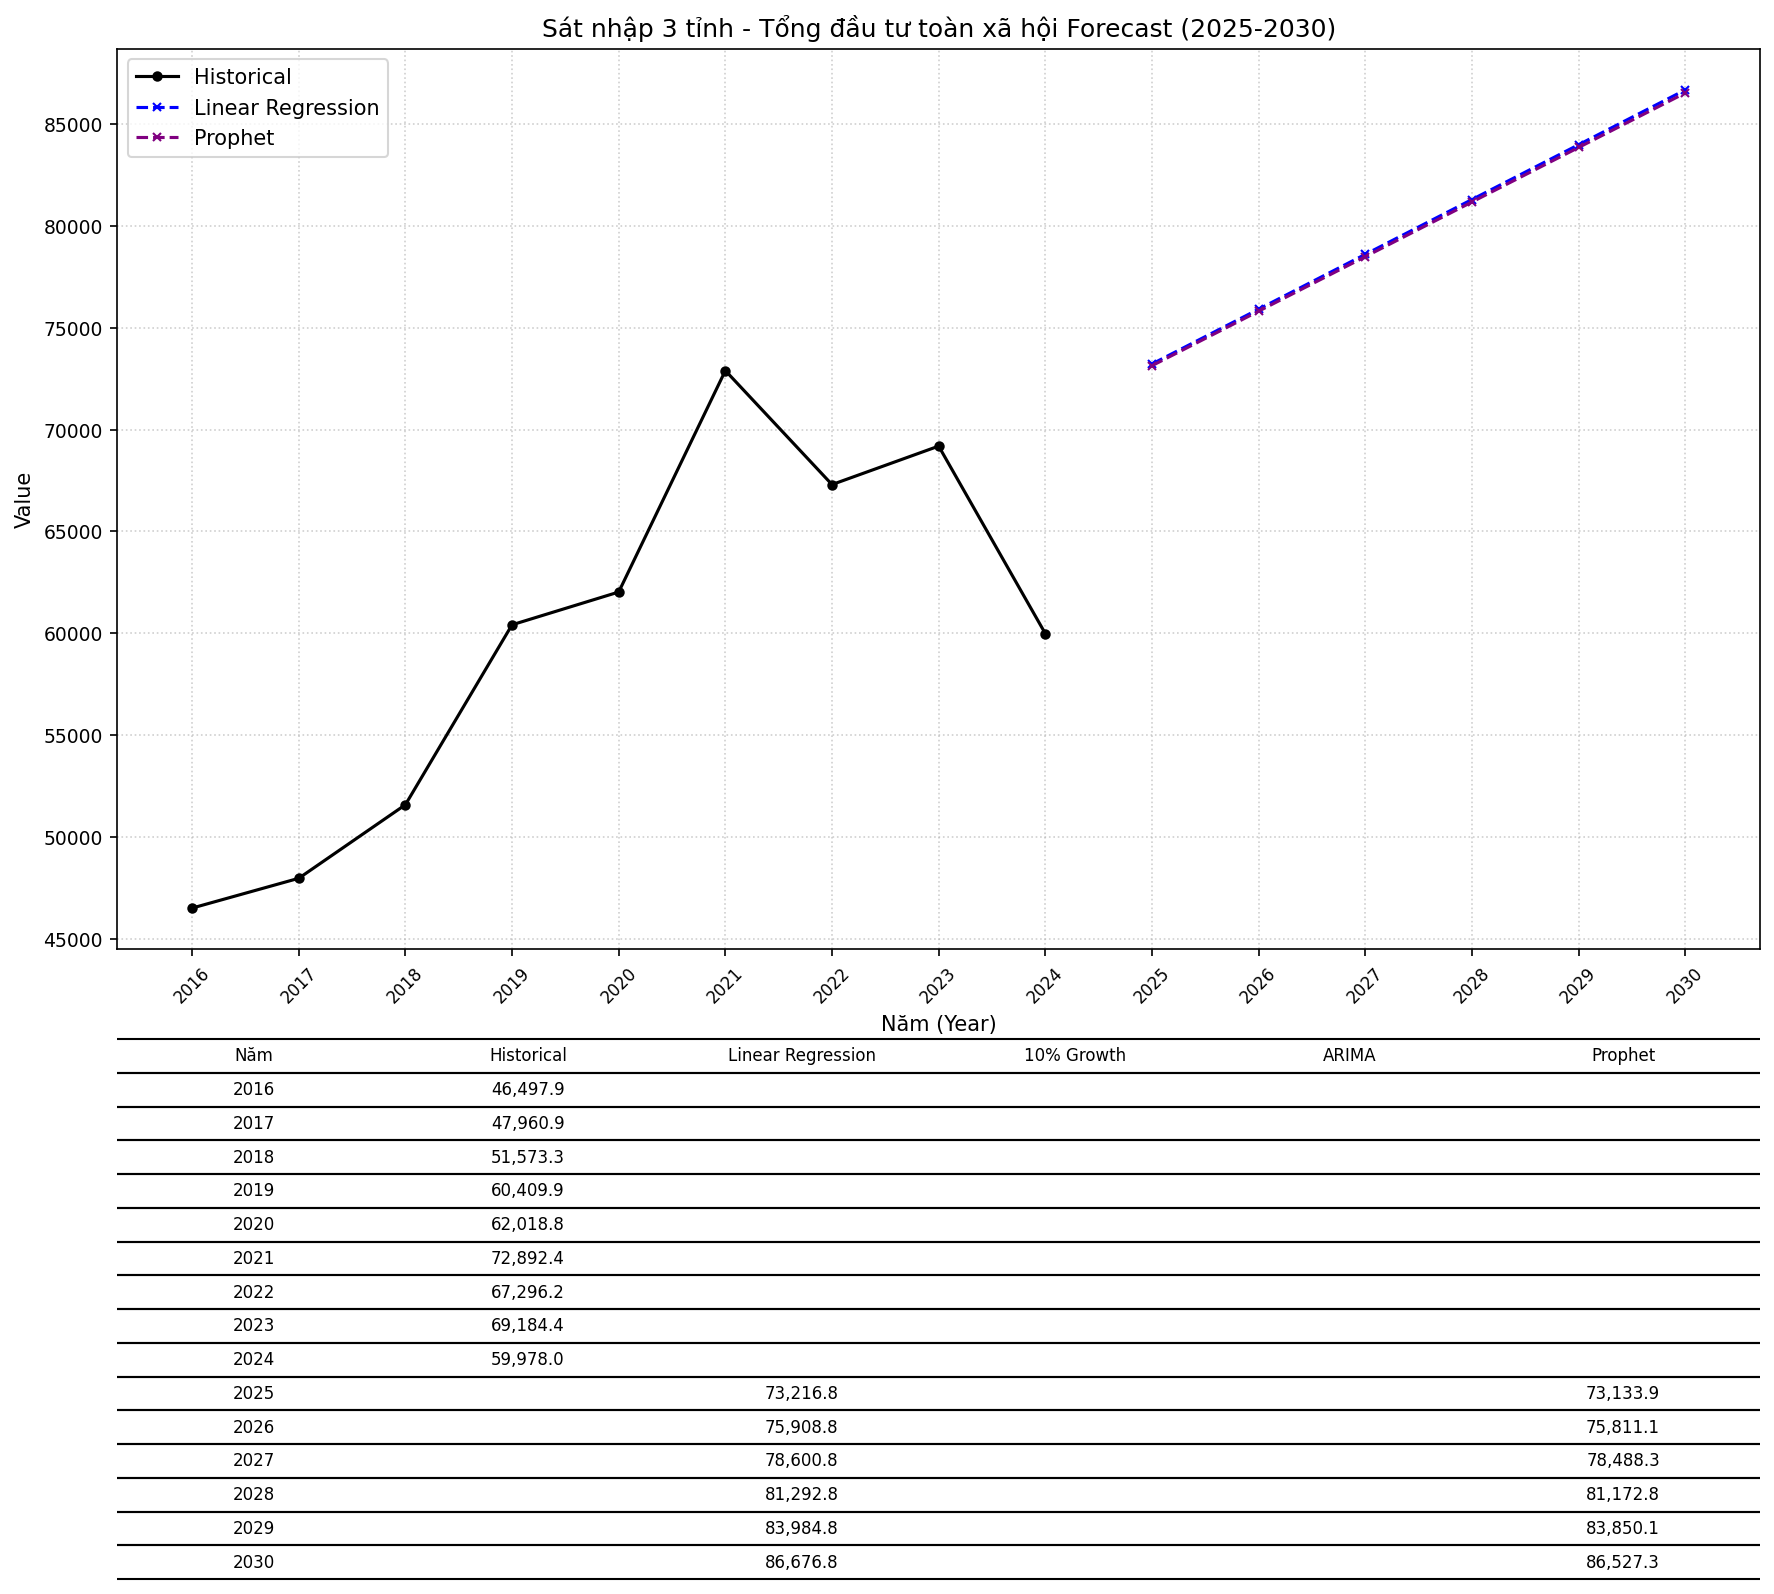 Sát nhập 3 tỉnh - Tổng đầu tư toàn xã hội Forecast (2025-2030)
Historical
Linear Regression
Prophet
Value
85000
80000
75000
70000
65000
60000
55000
50000
45000
2016 2017 2018 2019 2020 2021 2022 2023 2024 2025 2026 2027 2028 2029 2030
Năm (Year)
Năm Historical Linear Regression 10% Growth ARIMA Prophet
2016 46,497.9
2017 47,960.9
2018 51,573.3
2019 60,409.9
2020 62,018.8
2021 72,892.4
2022 67,296.2
2023 69,184.4
2024 59,978.0
2025 73,216.8 73,133.9
2026 75,908.8 75,811.1
2027 78,600.8 78,488.3
2028 81,292.8 81,172.8
2029 83,984.8 83,850.1
2030 86,676.8 86,527.3